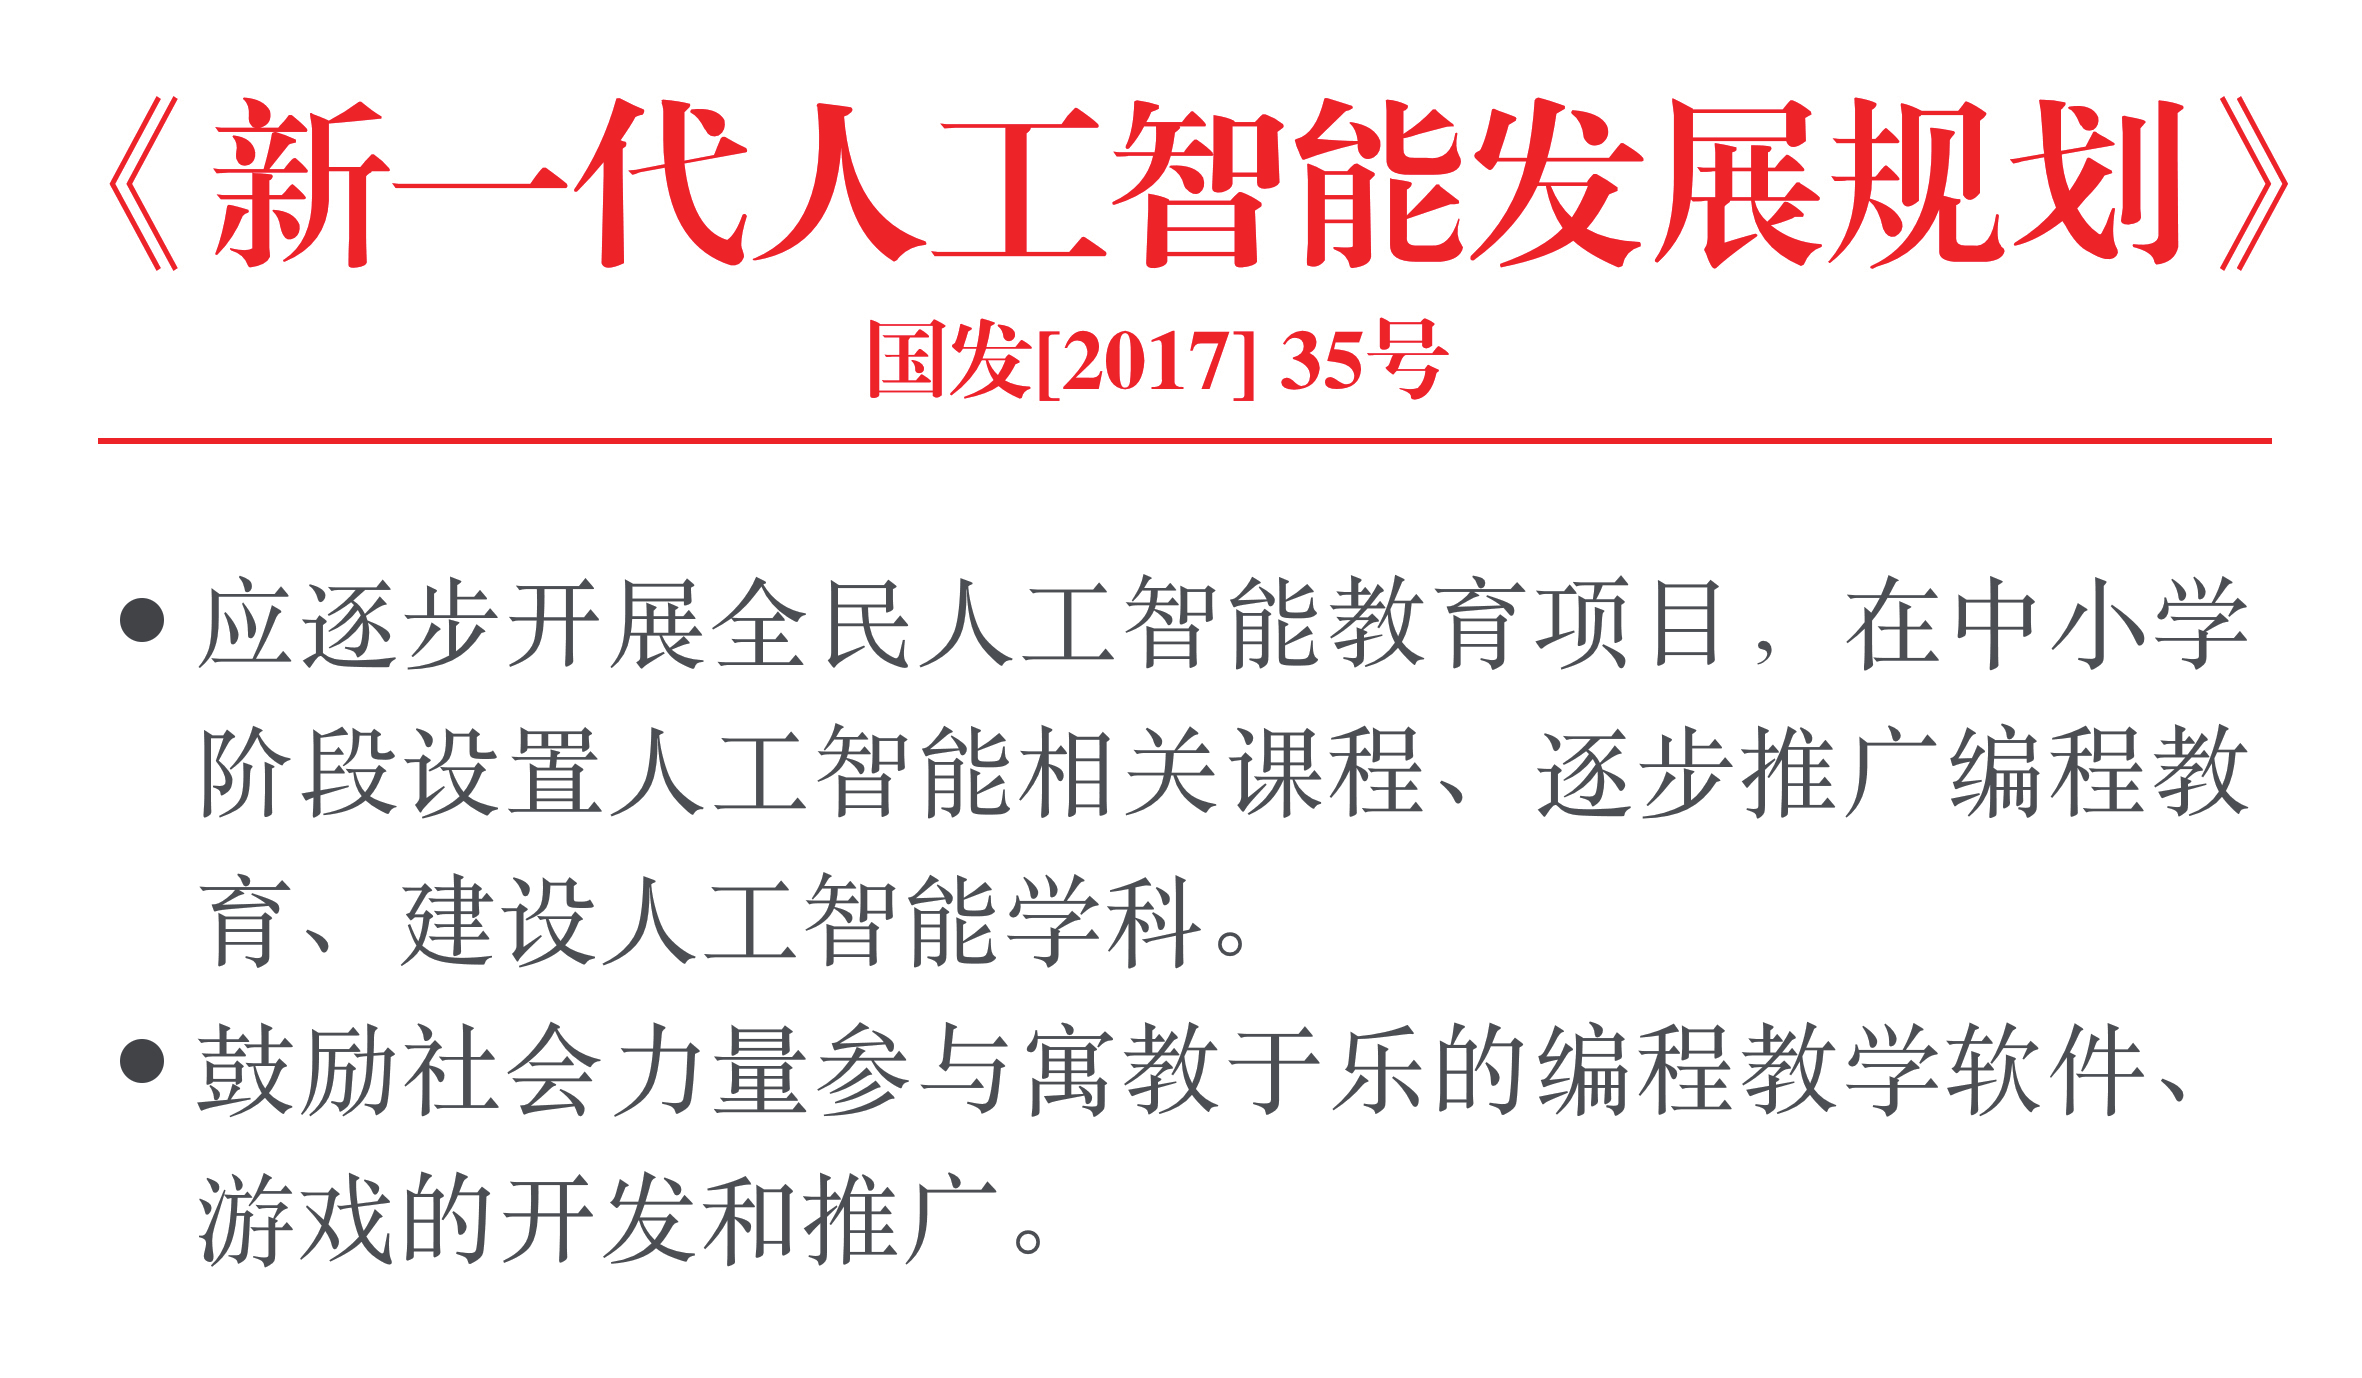 《新一代人工智能发展规划》
国发[2017] 35号
● 应逐步开展全民人工智能教育项目，在中小学
阶段设置人工智能相关课程、逐步推广编程教
育、建设人工智能学科。
● 鼓励社会力量参与寓教于乐的编程教学软件、
游戏的开发和推广。